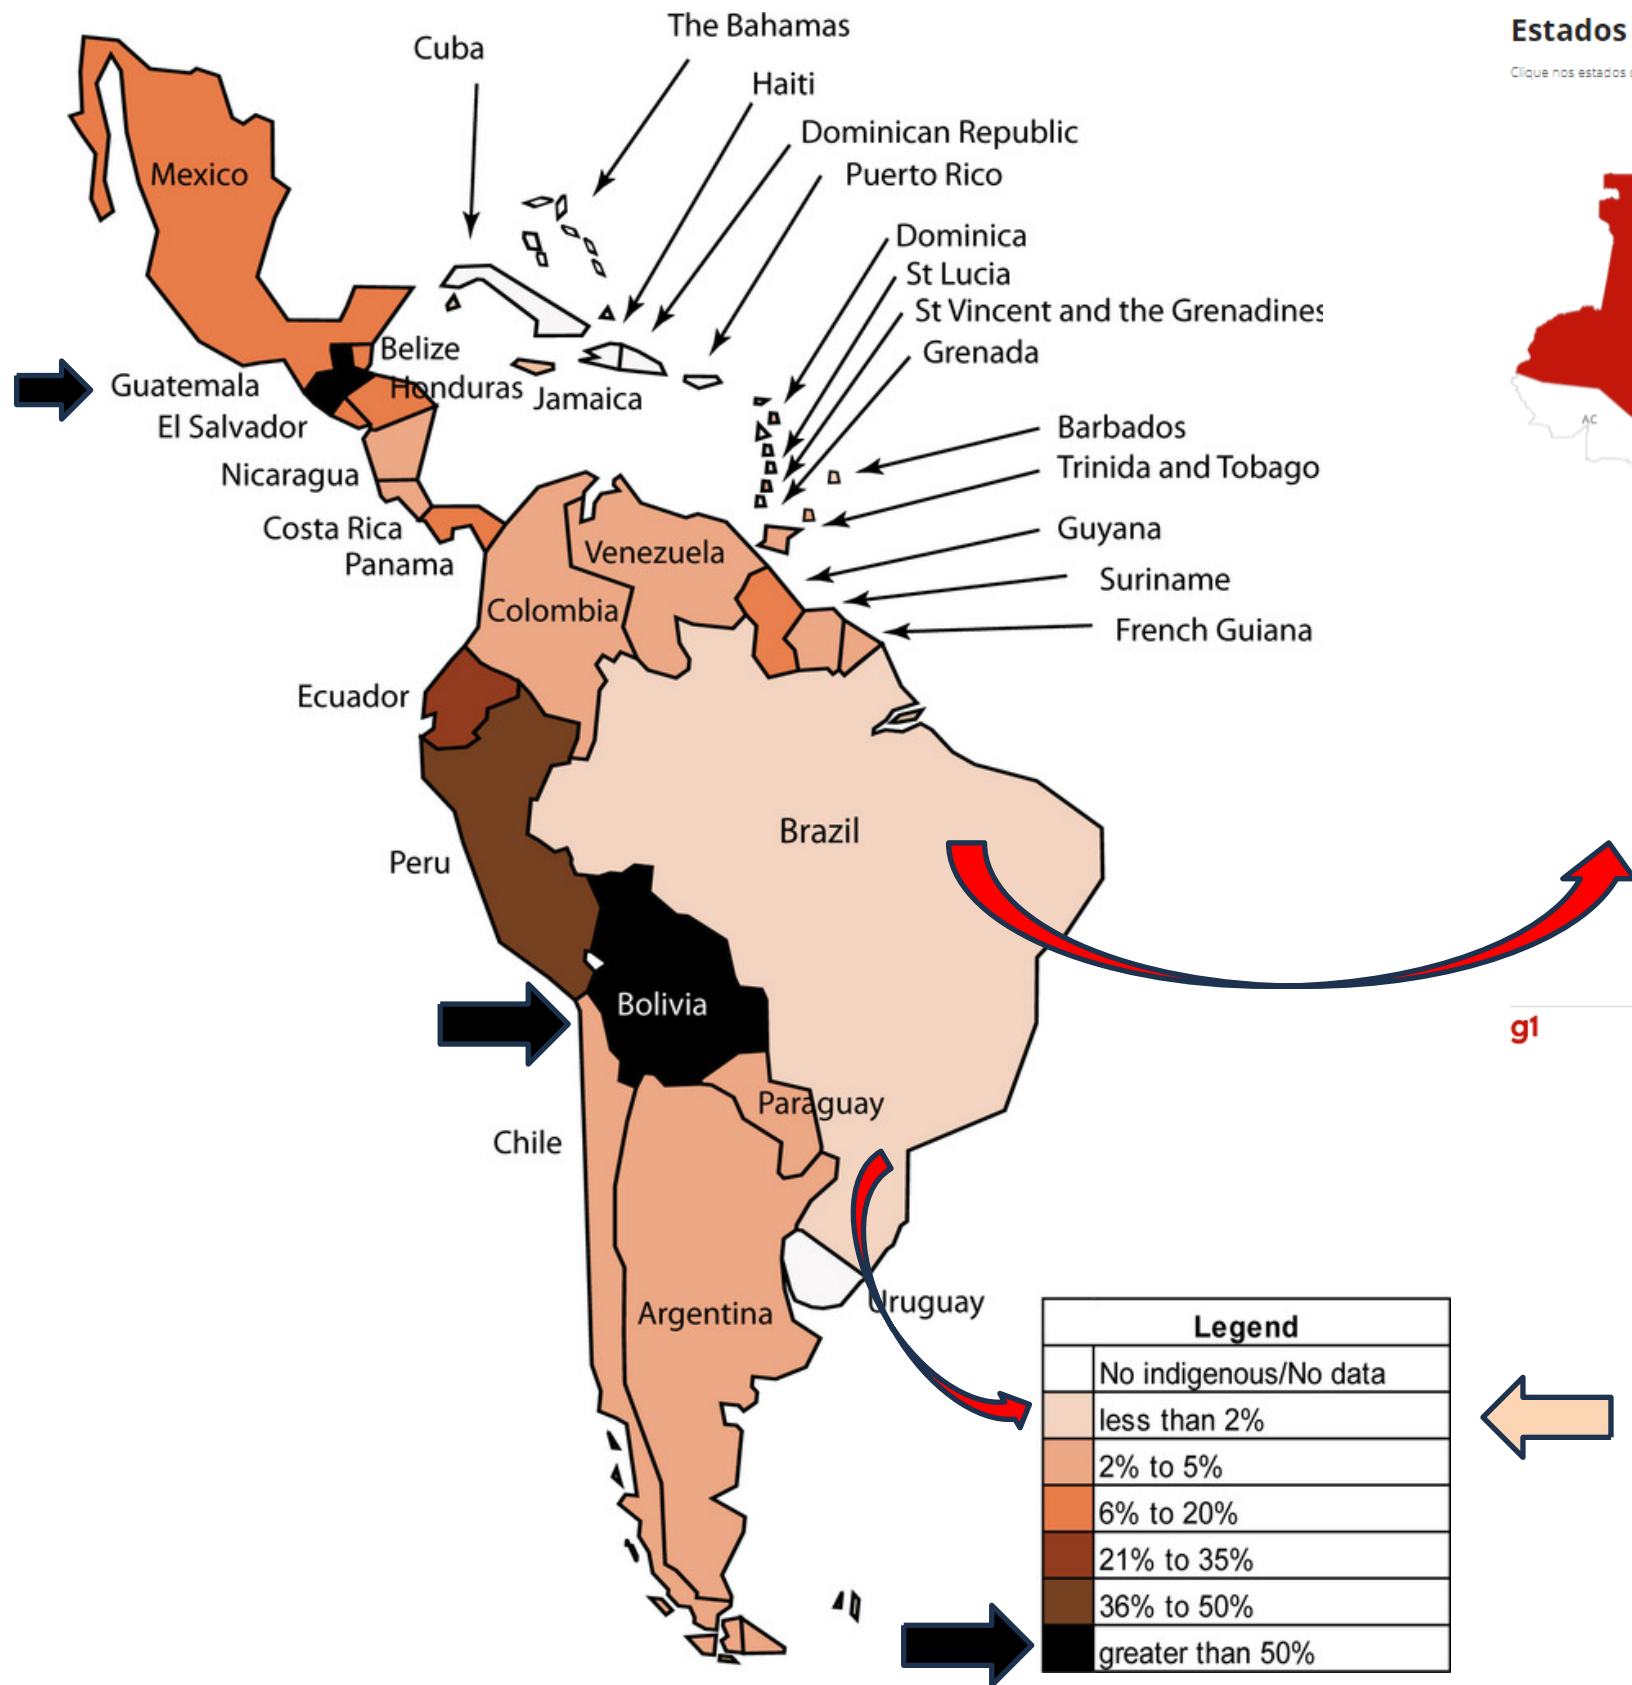 The Bahamas
Cuba
Haiti
Dominican Republic
Puerto Rico
Mexico
Dominica
St Lucia
St Vincent and the Grenadines
Grenada
Belize
Guatemala
Honduras
Jamaica
El Salvador
Barbados
Nicaragua
Trinida and Tobago
Costa Rica
Guyana
Venezuela
Panama
Suriname
Colombia
French Guiana
Ecuador
Brazil
Peru
Bolivia
Paraguay
Chile
Uruguay
Argentina
Legend
No indigenous/No data
less than 2%
2% to 5%
6% to 20%
21% to 35%
36% to 50%
greater than 50%
Estados
Clique nos estados
AC
g1